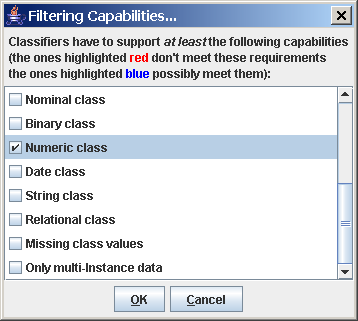 Filtering Capabilities...
Classifiers have to support at least the following capabilities
(the ones highlighted red don't meet these requirements
the ones highlighted blue possibly meet them):
Nominal class
Binary class
Numeric class
Date class
String class
Relational class
Missing class values
Only multi-Instance data
OK Cancel